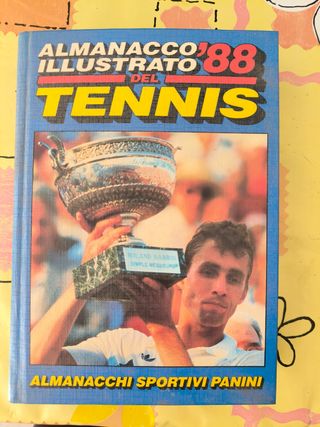 ALMANACCO '88
ILLUSTRATO
DEL
TENNIS
ROLAND GARROS
SIMPLE MESSIEURS
ALMANACCHI SPORTIVI PANINI